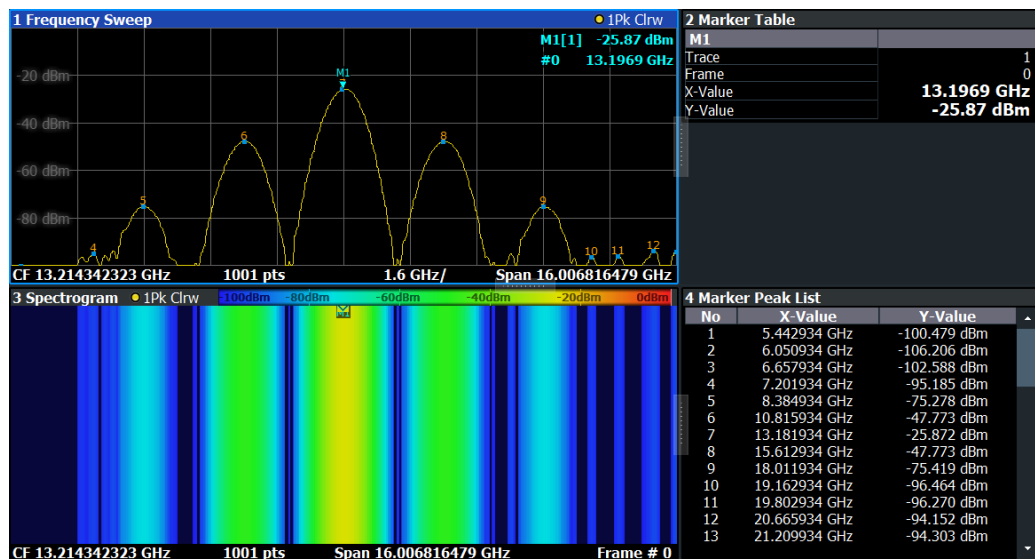 1 Frequency Sweep
1Pk Clrw
M1[1] -25.87 dBm
#0 13.1969 GHz
M1
-20 dBm
-40 dBm
6
8
-60 dBm
5
9
-80 dBm
4
10
11
12
CF 13.214342323 GHz 1001 pts 1.6 GHz/ Span 16.006816479 GHz
2 Marker Table
M1
Trace 1
Frame 0
X-Value 13.1969 GHz
Y-Value -25.87 dBm
3 Spectrogram 1Pk Clrw -100dBm -80dBm -60dBm -40dBm -20dBm 0dBm
M1
CF 13.214342323 GHz 1001 pts Span 16.006816479 GHz Frame # 0
4 Marker Peak List
No X-Value Y-Value
1 5.442934 GHz -100.479 dBm
2 6.050934 GHz -106.206 dBm
3 6.657934 GHz -102.588 dBm
4 7.201934 GHz -95.185 dBm
5 8.384934 GHz -75.278 dBm
6 10.815934 GHz -47.773 dBm
7 13.181934 GHz -25.872 dBm
8 15.612934 GHz -47.773 dBm
9 18.011934 GHz -75.419 dBm
10 19.162934 GHz -96.464 dBm
11 19.802934 GHz -96.270 dBm
12 20.665934 GHz -94.152 dBm
13 21.209934 GHz -94.303 dBm